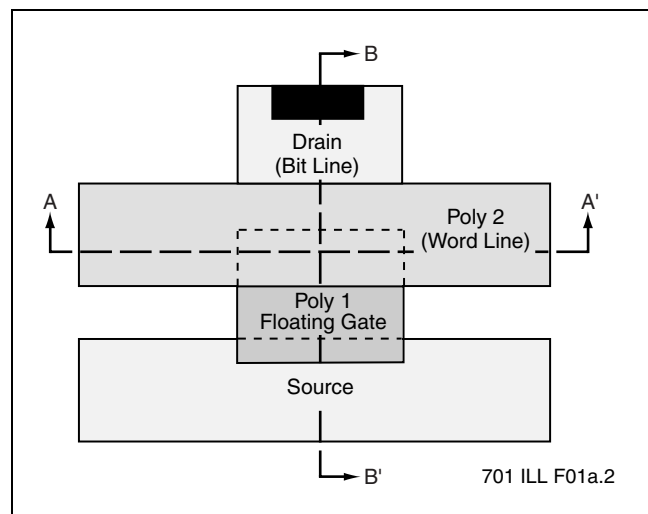 B
Drain
(Bit Line)
A
A'
Poly 2
(Word Line)
Poly 1
Floating Gate
Source
B'
701 ILL F01a.2